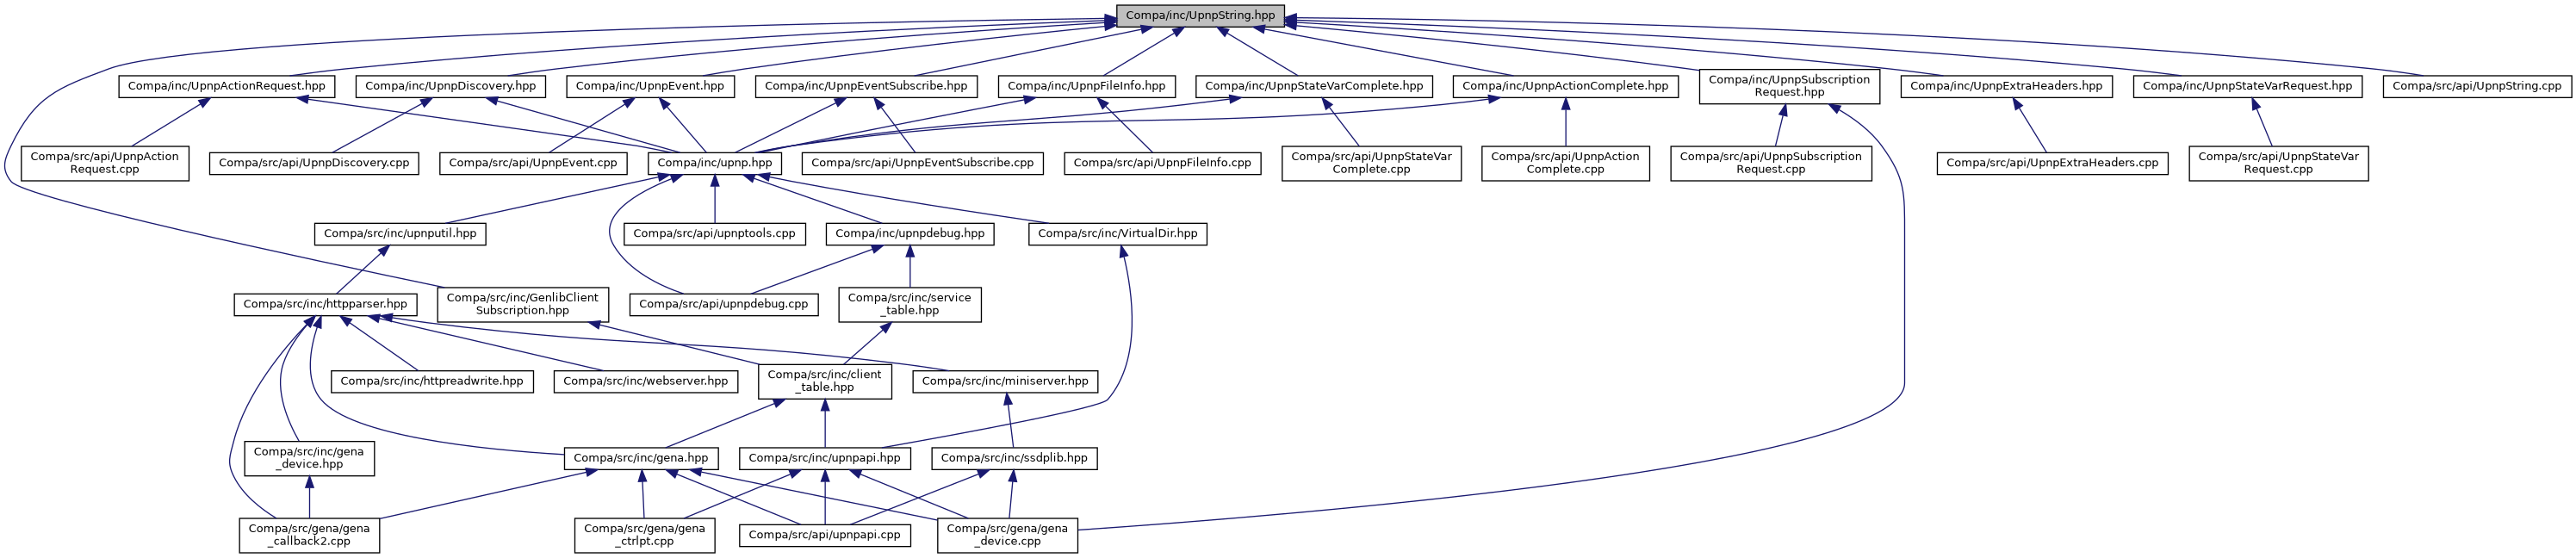 Compa/inc/UpnpString.hpp
Compa/inc/UpnpActionRequest.hpp
Compa/inc/UpnpDiscovery.hpp
Compa/inc/UpnpEvent.hpp
Compa/inc/UpnpEventSubscribe.hpp
Compa/inc/UpnpFileInfo.hpp
Compa/inc/UpnpStateVarComplete.hpp
Compa/inc/UpnpActionComplete.hpp
Compa/inc/UpnpSubscription
Request.hpp
Compa/inc/UpnpExtraHeaders.hpp
Compa/inc/UpnpStateVarRequest.hpp
Compa/src/api/UpnpString.cpp
Compa/src/api/UpnpAction
Request.cpp
Compa/src/api/UpnpDiscovery.cpp
Compa/src/api/UpnpEvent.cpp
Compa/inc/upnp.hpp
Compa/src/api/UpnpEventSubscribe.cpp
Compa/src/api/UpnpFileInfo.cpp
Compa/src/api/UpnpStateVar
Complete.cpp
Compa/src/api/UpnpAction
Complete.cpp
Compa/src/api/UpnpSubscription
Request.cpp
Compa/src/api/UpnpExtraHeaders.cpp
Compa/src/api/UpnpStateVar
Request.cpp
Compa/src/inc/upnputil.hpp
Compa/src/api/upnptools.cpp
Compa/inc/upnpdebug.hpp
Compa/src/inc/VirtualDir.hpp
Compa/src/inc/httpparser.hpp
Compa/src/inc/GenlibClient
Subscription.hpp
Compa/src/api/upnpdebug.cpp
Compa/src/inc/service
_table.hpp
Compa/src/inc/httpreadwrite.hpp
Compa/src/inc/webserver.hpp
Compa/src/inc/client
_table.hpp
Compa/src/inc/miniserver.hpp
Compa/src/inc/gena
_device.hpp
Compa/src/inc/gena.hpp
Compa/src/inc/upnpapi.hpp
Compa/src/inc/ssdplib.hpp
Compa/src/gena/gena
_callback2.cpp
Compa/src/gena/gena
_ctrlpt.cpp
Compa/src/api/upnpapi.cpp
Compa/src/gena/gena
_device.cpp